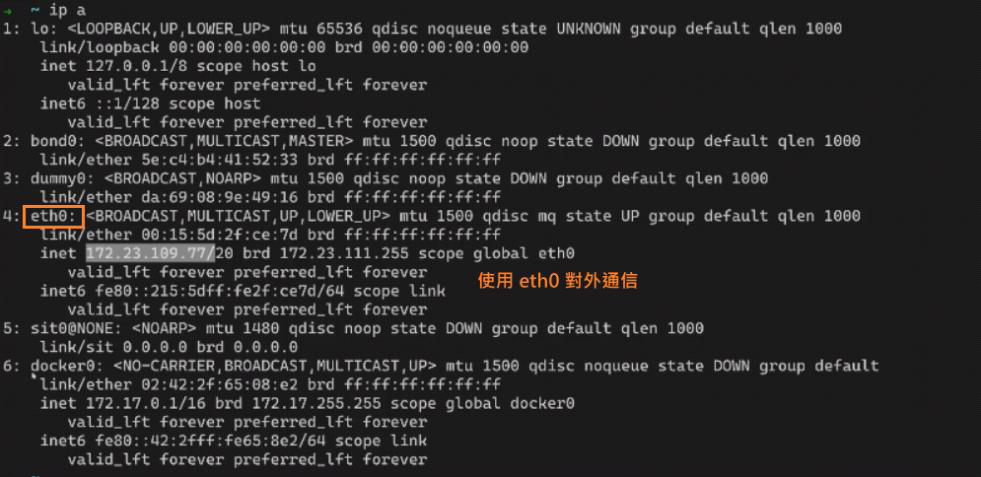 → ~ ip a
1: lo: <LOOPBACK,UP,LOWER_UP> mtu 65536 qdisc noqueue state UNKNOWN group default qlen 1000
link/loopback 00:00:00:00:00:00 brd 00:00:00:00:00:00
inet 127.0.0.1/8 scope host lo
valid_lft forever preferred_lft forever
inet6 ::1/128 scope host
valid_lft forever preferred_lft forever
2: bond0: <BROADCAST,MULTICAST,MASTER> mtu 1500 qdisc noop state DOWN group default qlen 1000
link/ether 5e:c4:b4:41:52:33 brd ff:ff:ff:ff:ff:ff
3: dummy0: <BROADCAST,NOARP> mtu 1500 qdisc noop state DOWN group default qlen 1000
link/ether da:69:08:9e:49:16 brd ff:ff:ff:ff:ff:ff
4: eth0: <BROADCAST,MULTICAST,UP,LOWER_UP> mtu 1500 qdisc mq state UP group default qlen 1000
link/ether 00:15:5d:2f:ce:7d brd ff:ff:ff:ff:ff:ff
inet 172.23.109.77/20 brd 172.23.111.255 scope global eth0
valid_lft forever preferred_lft forever
使用 eth0 對外通信
inet6 fe80::215:5dff:fe2f:ce7d/64 scope link
valid_lft forever preferred_lft forever
5: sit0@NONE: <NOARP> mtu 1480 qdisc noop state DOWN group default qlen 1000
link/sit 0.0.0.0 brd 0.0.0.0
6: docker0: <NO-CARRIER,BROADCAST,MULTICAST,UP> mtu 1500 qdisc noqueue state DOWN group default
link/ether 02:42:2f:65:08:e2 brd ff:ff:ff:ff:ff:ff
inet 172.17.0.1/16 brd 172.17.255.255 scope global docker0
valid_lft forever preferred_lft forever
inet6 fe80::42:2fff:fe65:8e2/64 scope link
valid_lft forever preferred_lft forever